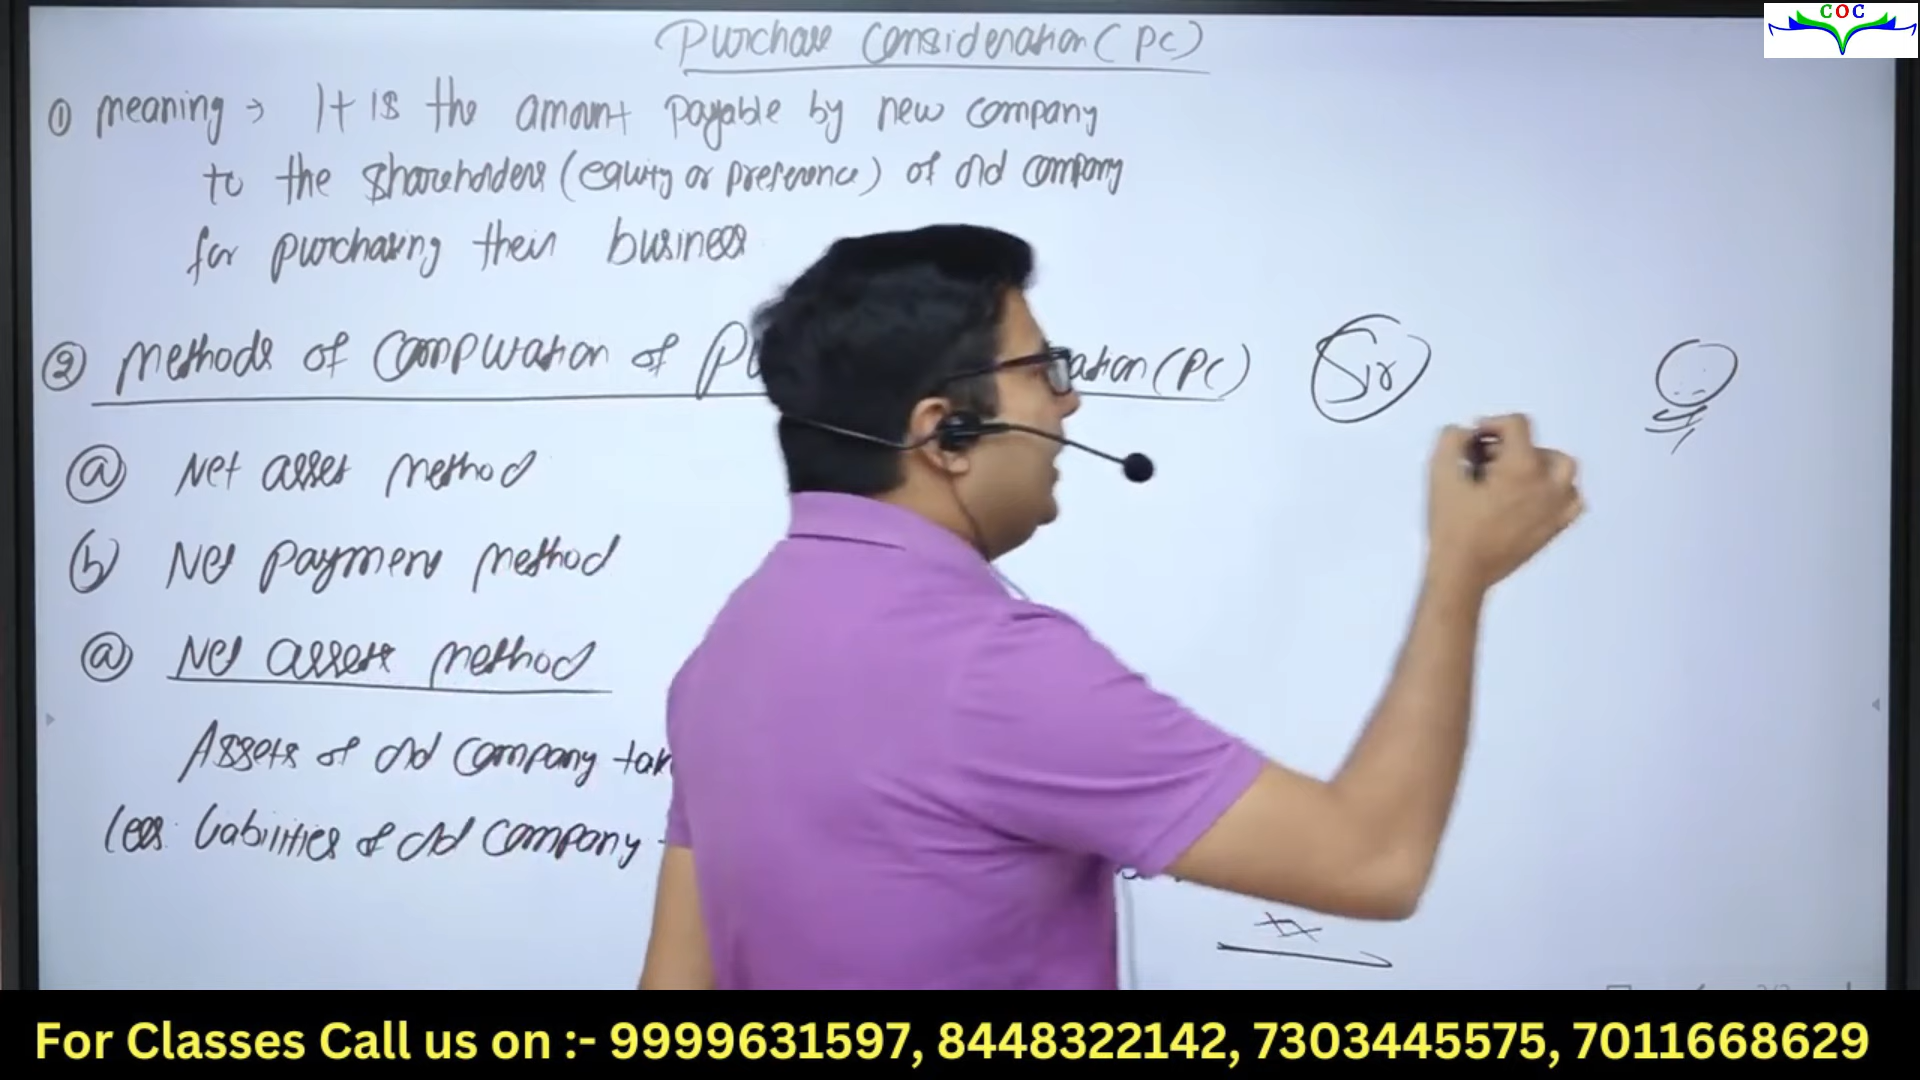 COC
Purchase Consideration (PC)
① meaning → It is the amount payable by new company
to the shareholders (equity or preference) of old company
for purchasing their business
② Methods of Computation of ation (PC) Sir
ⓐ Net asset method
ⓑ Net payment method
ⓐ Net assets method
Assets of old company tak
Less: liabilities of old company
xx
For Classes Call us on :- 9999631597, 8448322142, 7303445575, 7011668629